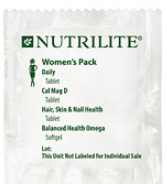 NUTRILITE®
Women's Pack
Daily
Tablet
Cal Mag D
Tablet
Hair, Skin & Nail Health
Tablet
Balanced Health Omega
Softgel
Lot:
This Unit Not Labeled for Individual Sale